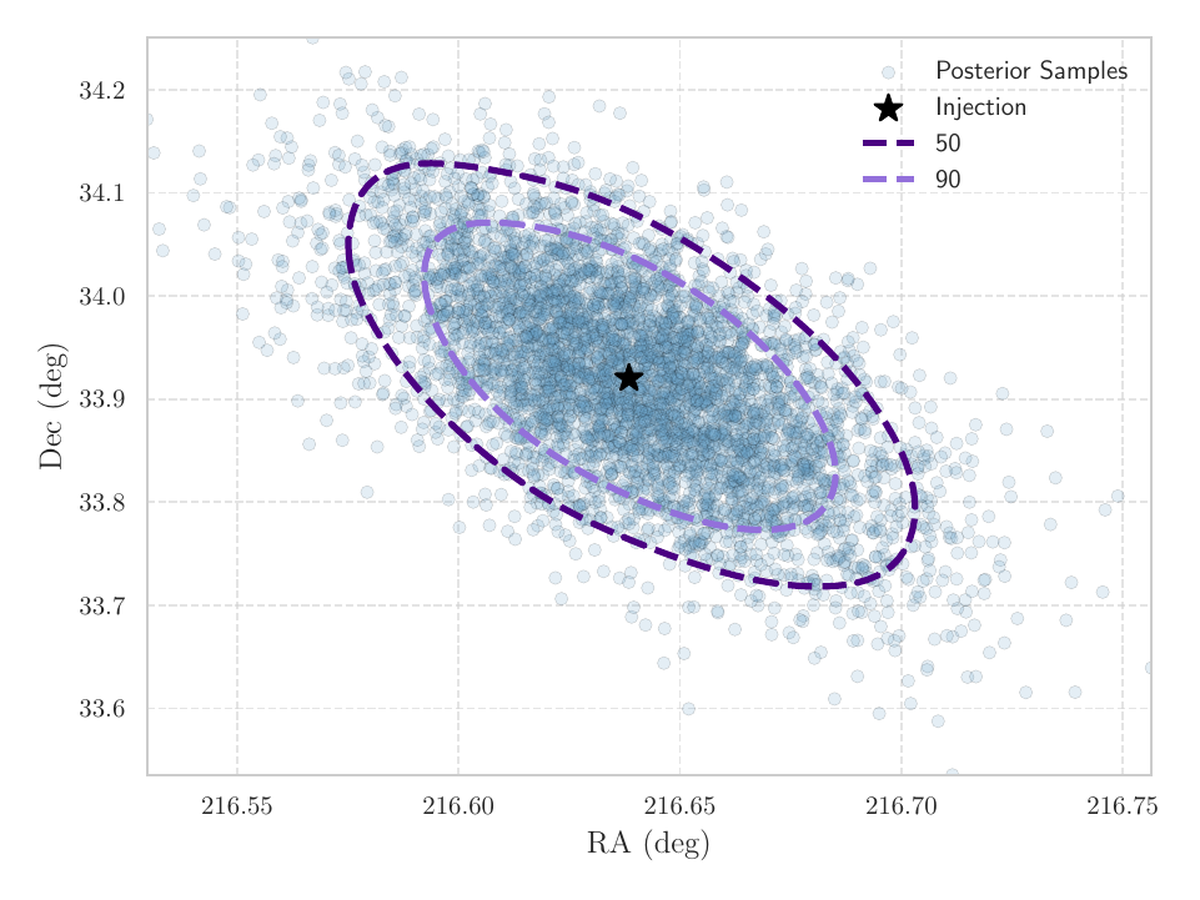 Posterior Samples
Injection
50
90
34.2
34.1
34.0
33.9
33.8
33.7
33.6
Dec (deg)
216.55 216.60 216.65 216.70 216.75
RA (deg)